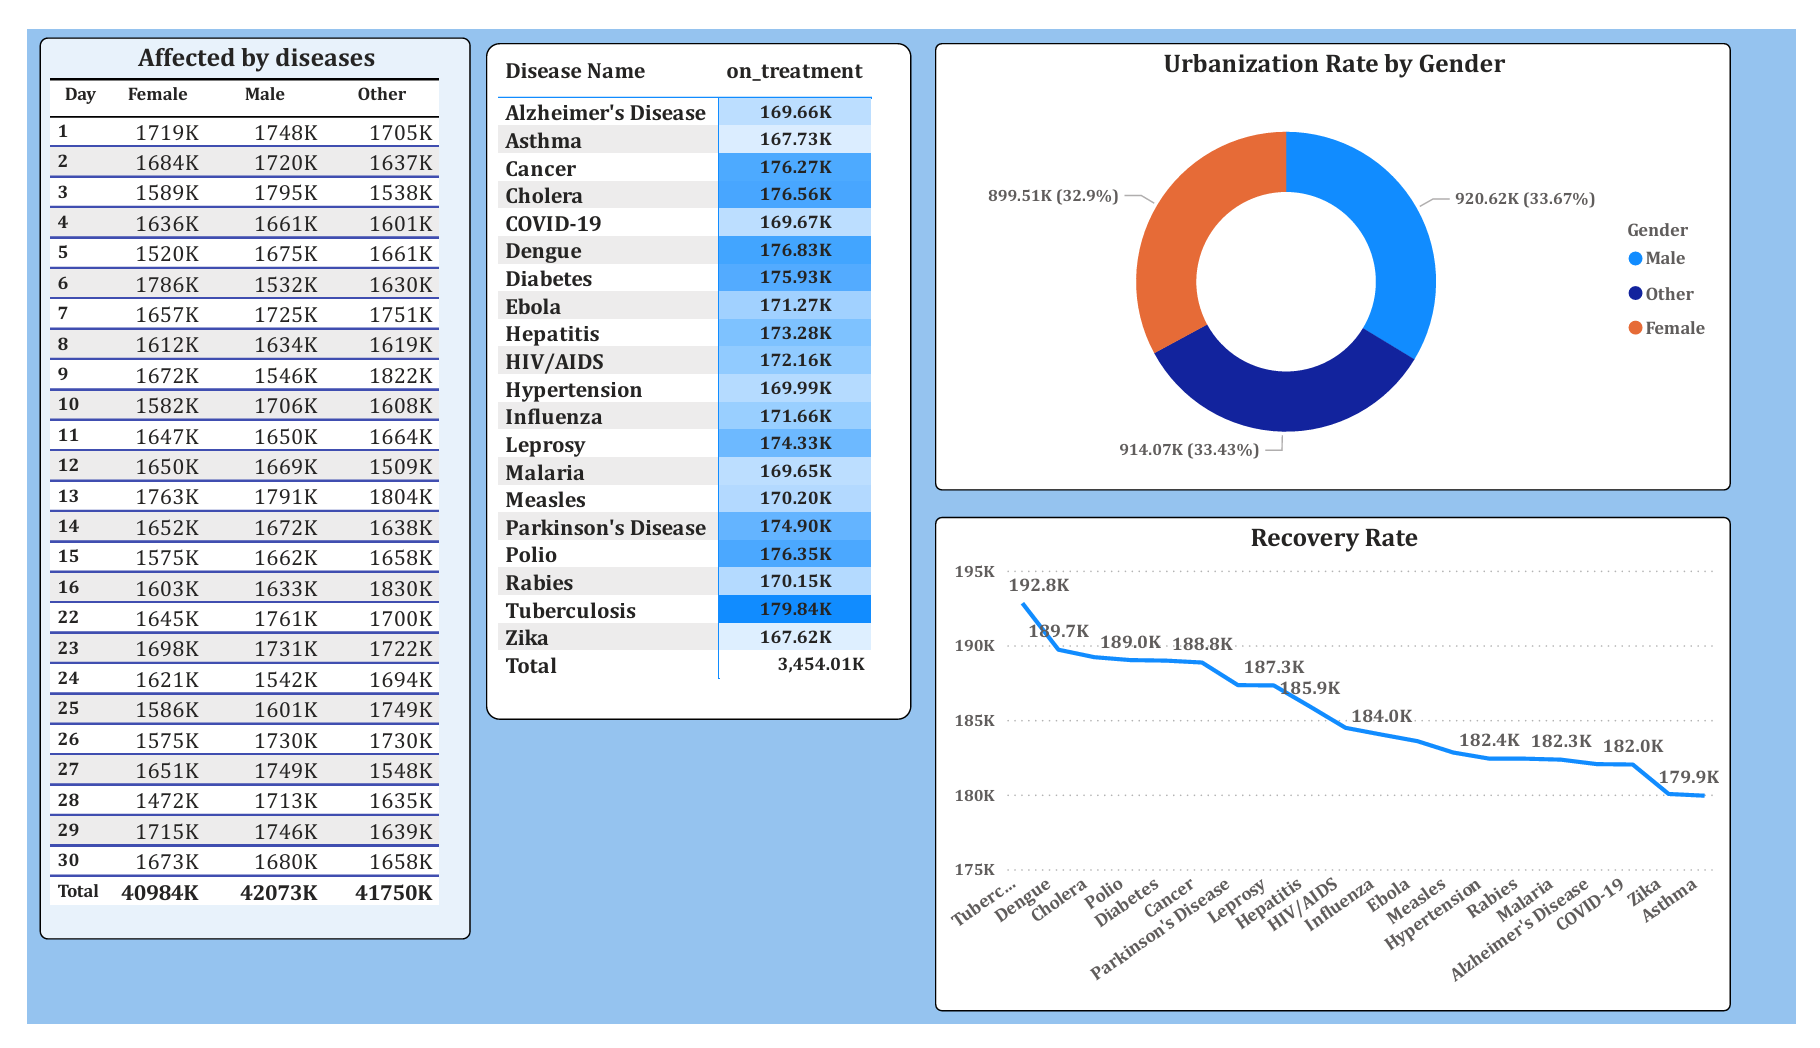 Affected by diseases
Day Female Male Other
1 1719K 1748K 1705K
2 1684K 1720K 1637K
3 1589K 1795K 1538K
4 1636K 1661K 1601K
5 1520K 1675K 1661K
6 1786K 1532K 1630K
7 1657K 1725K 1751K
8 1612K 1634K 1619K
9 1672K 1546K 1822K
10 1582K 1706K 1608K
11 1647K 1650K 1664K
12 1650K 1669K 1509K
13 1763K 1791K 1804K
14 1652K 1672K 1638K
15 1575K 1662K 1658K
16 1603K 1633K 1830K
22 1645K 1761K 1700K
23 1698K 1731K 1722K
24 1621K 1542K 1694K
25 1586K 1601K 1749K
26 1575K 1730K 1730K
27 1651K 1749K 1548K
28 1472K 1713K 1635K
29 1715K 1746K 1639K
30 1673K 1680K 1658K
Total 40984K 42073K 41750K
Disease Name on_treatment
Alzheimer's Disease 169.66K
Asthma 167.73K
Cancer 176.27K
Cholera 176.56K
COVID-19 169.67K
Dengue 176.83K
Diabetes 175.93K
Ebola 171.27K
Hepatitis 173.28K
HIV/AIDS 172.16K
Hypertension 169.99K
Influenza 171.66K
Leprosy 174.33K
Malaria 169.65K
Measles 170.20K
Parkinson's Disease 174.90K
Polio 176.35K
Rabies 170.15K
Tuberculosis 179.84K
Zika 167.62K
Total 3,454.01K
Urbanization Rate by Gender
899.51K (32.9%)
920.62K (33.67%)
914.07K (33.43%)
Gender
Male
Other
Female
Recovery Rate
195K
190K
185K
180K
175K
192.8K
189.7K
189.0K
188.8K
187.3K
185.9K
184.0K
182.4K
182.3K
182.0K
179.9K
Tuberc...
Dengue
Cholera
Polio
Diabetes
Cancer
Parkinson's Disease
Leprosy
Hepatitis
HIV/AIDS
Influenza
Ebola
Measles
Hypertension
Rabies
Malaria
Alzheimer's Disease
COVID-19
Zika
Asthma